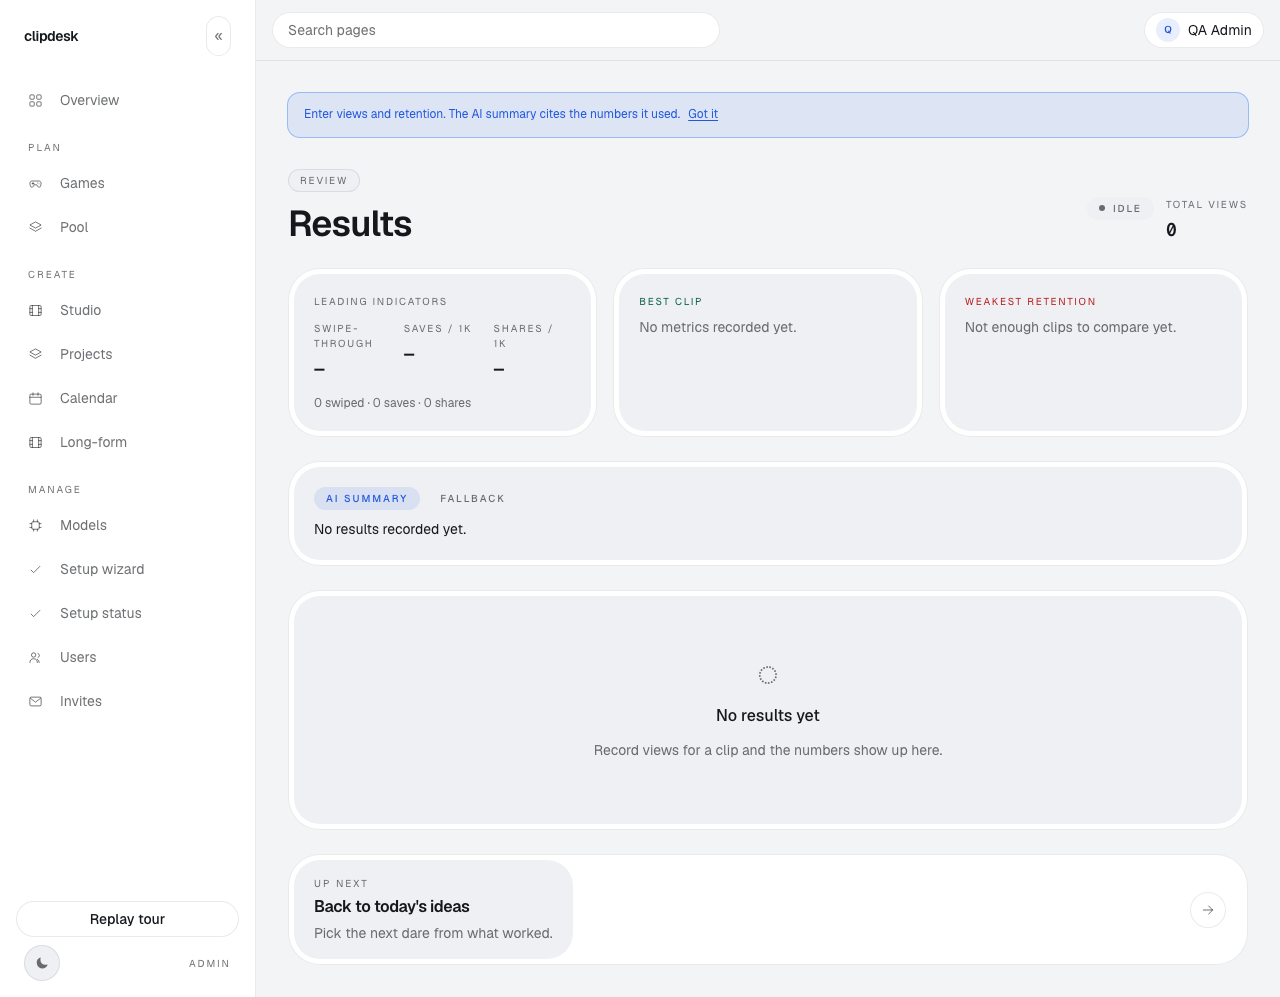 clipdesk
«
Search pages
Q
QA Admin
Overview
PLAN
Games
Pool
CREATE
Studio
Projects
Calendar
Long-form
MANAGE
Models
Setup wizard
Setup status
Users
Invites
Replay tour
ADMIN
Enter views and retention. The AI summary cites the numbers it used. Got it
REVIEW
Results
IDLE
TOTAL VIEWS
0
LEADING INDICATORS
SWIPE-
THROUGH
–
SAVES / 1K
–
SHARES /
1K
–
0 swiped · 0 saves · 0 shares
BEST CLIP
No metrics recorded yet.
WEAKEST RETENTION
Not enough clips to compare yet.
AI SUMMARY FALLBACK
No results recorded yet.
No results yet
Record views for a clip and the numbers show up here.
UP NEXT
Back to today's ideas
Pick the next dare from what worked.